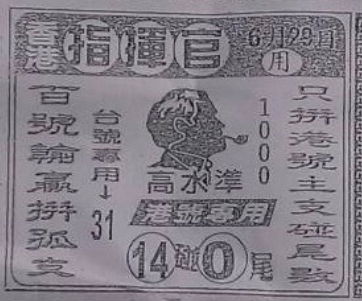 香港指揮官
6月29日
用
只拚港號主支碰尾數
1000
高水準
台號專用↓
31
百號輸贏拚孤支
港號專用
14碰0尾